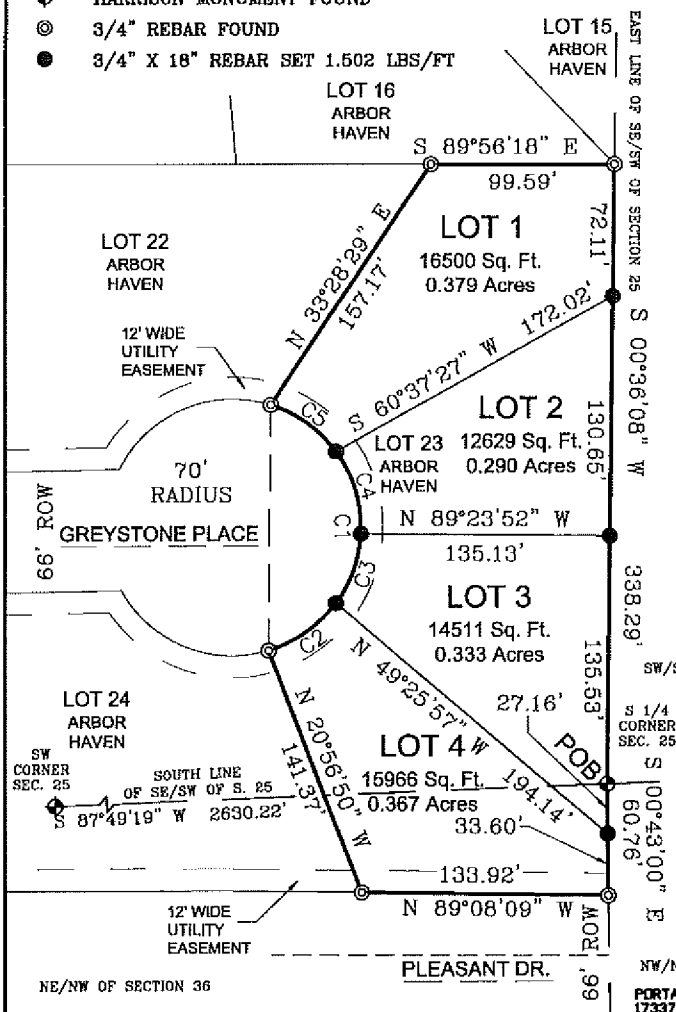 HARRISON MONUMENT FOUND
3/4" REBAR FOUND
3/4" X 18" REBAR SET 1.502 LBS/FT
LOT 15
ARBOR
HAVEN
EAST LINE OF SE/SW OF SECTION 25
LOT 16
ARBOR
HAVEN
S 89°56'18" E
99.59'
72.11'
LOT 1
16500 Sq. Ft.
0.379 Acres
LOT 22
ARBOR
HAVEN
N 33°28'29" E
157.17'
12' WIDE
UTILITY
EASEMENT
S 60°37'27" W 172.02'
S 00°36'08" W
338.29'
130.65'
LOT 2
12629 Sq. Ft.
0.290 Acres
LOT 23
ARBOR
HAVEN
C5
C4
C1
C3
C2
70'
RADIUS
GREYSTONE PLACE
66' ROW
N 89°23'52" W
135.13'
LOT 3
14511 Sq. Ft.
0.333 Acres
135.53'
SW/S
S 1/4
CORNER
SEC. 25
27.16'
POB
N 49°25'57" W 194.14'
LOT 24
ARBOR
HAVEN
N 20°56'50" W
141.37'
LOT 4
15966 Sq. Ft.
0.367 Acres
SW
CORNER
SEC. 25
SOUTH LINE
OF SE/SW OF S. 25
S 87°49'19" W 2630.22'
33.60'
S 00°43'00" E
60.76'
133.92'
N 89°08'09" W
12' WIDE
UTILITY
EASEMENT
PLEASANT DR.
66' ROW
NE/NW OF SECTION 36
NW/N
PORTA
17337